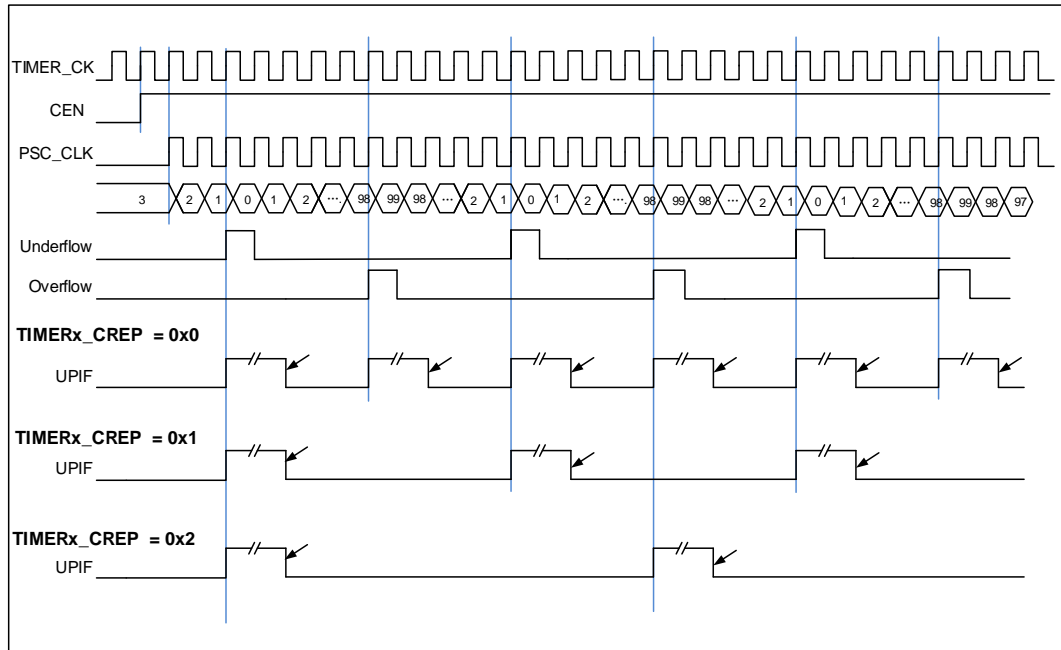 TIMER_CK
CEN
PSC_CLK
3 2 1 0 1 2 ... 98 99 98 ... 2 1 0 1 2 ... 98 99 98 ... 2 1 0 1 2 ... 98 99 98 97
Underflow
Overflow
TIMERx_CREP = 0x0
UPIF
TIMERx_CREP = 0x1
UPIF
TIMERx_CREP = 0x2
UPIF